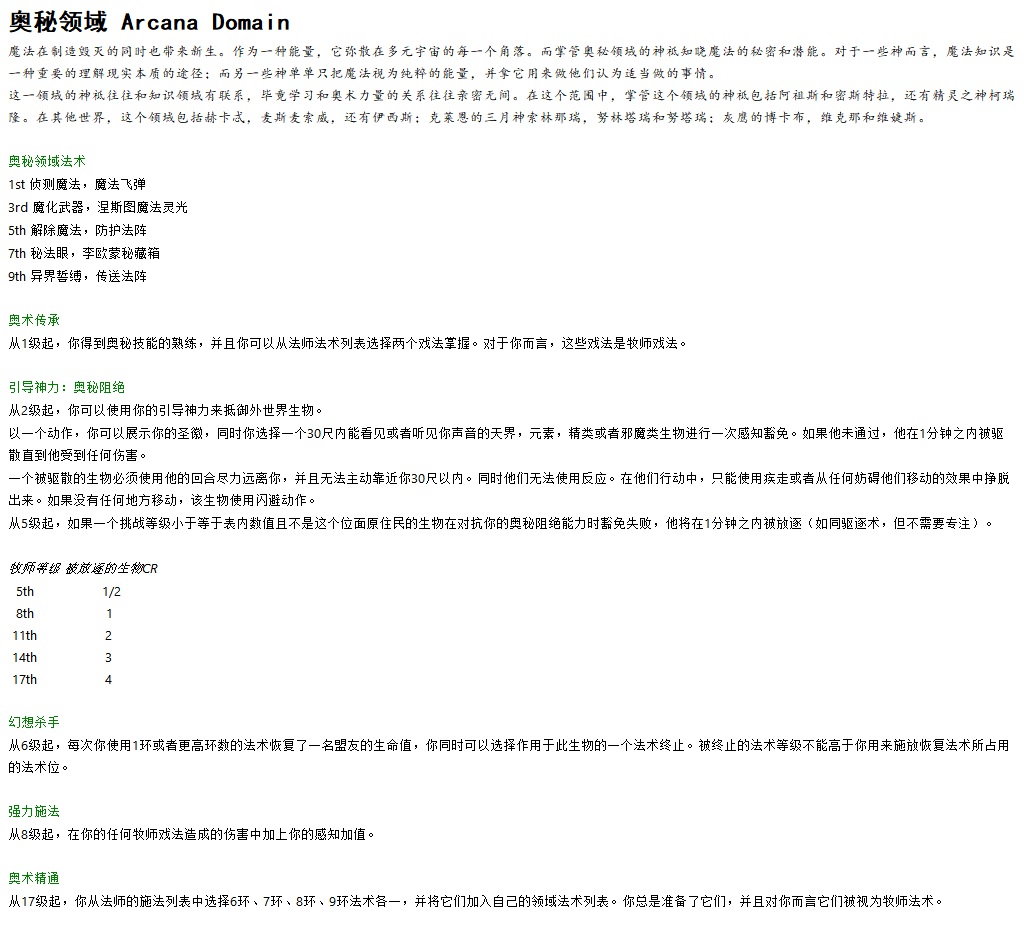 奥秘领域 Arcana Domain
魔法在制造毁灭的同时也带来新生。作为一种能量，它弥散在多元宇宙的每一个角落。而掌管奥秘领域的神祗知晓魔法的秘密和潜能。对于一些神而言，魔法知识是
一种重要的理解现实本质的途径；而另一些神单单只把魔法视为纯粹的能量，并拿它用来做他们认为适当做的事情。
这一领域的神祗往往和知识领域有联系，毕竟学习和奥术力量的关系往往亲密无间。在这个范围中，掌管这个领域的神祗包括阿祖斯和密斯特拉，还有精灵之神柯瑞
隆。在其他世界，这个领域包括赫卡忒，麦斯麦索威，还有伊西斯；克莱恩的三月神索林那瑞，努林塔瑞和努塔瑞；灰鹰的博卡布，维克那和维婕斯。
奥秘领域法术
1st 侦测魔法，魔法飞弹
3rd 魔化武器，涅斯图魔法灵光
5th 解除魔法，防护法阵
7th 秘法眼，李欧蒙秘藏箱
9th 异界誓缚，传送法阵
奥术传承
从1级起，你得到奥秘技能的熟练，并且你可以从法师法术列表选择两个戏法掌握。对于你而言，这些戏法是牧师戏法。
引导神力：奥秘阻绝
从2级起，你可以使用你的引导神力来抵御外世界生物。
以一个动作，你可以展示你的圣徽，同时你选择一个30尺内能看见或者听见你声音的天界，元素，精类或者邪魔类生物进行一次感知豁免。如果他未通过，他在1分钟之内被驱
散直到他受到任何伤害。
一个被驱散的生物必须使用他的回合尽力远离你，并且无法主动靠近你30尺以内。同时他们无法使用反应。在他们行动中，只能使用疾走或者从任何妨碍他们移动的效果中挣脱
出来。如果没有任何地方移动，该生物使用闪避动作。
从5级起，如果一个挑战等级小于等于表内数值且不是这个位面原住民的生物在对抗你的奥秘阻绝能力时豁免失败，他将在1分钟之内被放逐（如同驱逐术，但不需要专注）。
牧师等级 被放逐的生物CR
5th 1/2
8th 1
11th 2
14th 3
17th 4
幻想杀手
从6级起，每次你使用1环或者更高环数的法术恢复了一名盟友的生命值，你同时可以选择作用于此生物的一个法术终止。被终止的法术等级不能高于你用来施放恢复法术所占用
的法术位。
强力施法
从8级起，在你的任何牧师戏法造成的伤害中加上你的感知加值。
奥术精通
从17级起，你从法师的施法列表中选择6环、7环、8环、9环法术各一，并将它们加入自己的领域法术列表。你总是准备了它们，并且对你而言它们被视为牧师法术。